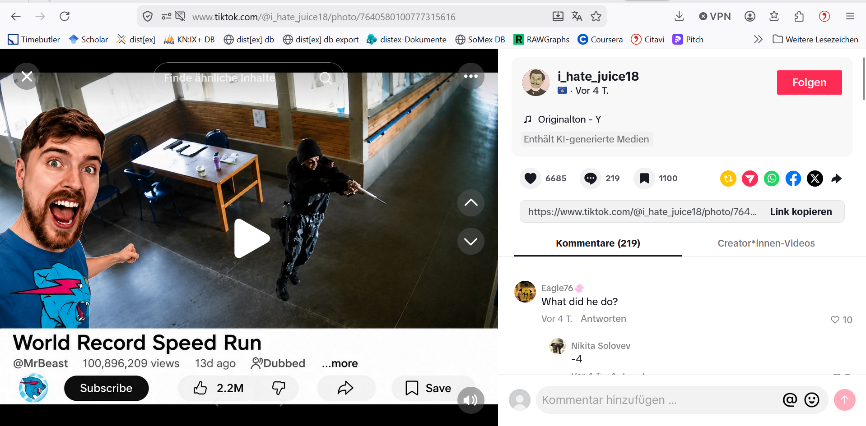 www.tiktok.com/@i_hate_juice18/photo/7640580100777315616
VPN
Timebutler
Scholar
dist[ex]
KN:IX+ DB
dist[ex] db
dist[ex] db export
distex-Dokumente
SoMex DB
RAWGraphs
Coursera
Citavi
Pitch
Weitere Lesezeichen
Finde ähnliche Inhalte
i_hate_juice18
· Vor 4 T.
Folgen
Originalton - Y
Enthält KI-generierte Medien
6685
219
1100
https://www.tiktok.com/@i_hate_juice18/photo/764...
Link kopieren
Kommentare (219)
Creator*innen-Videos
Eagle76
What did he do?
Vor 4 T. Antworten
10
Nikita Solovev
-4
World Record Speed Run
@MrBeast 100,896,209 views 13d ago Dubbed ...more
Subscribe
2.2M
Save
Kommentar hinzufügen ...